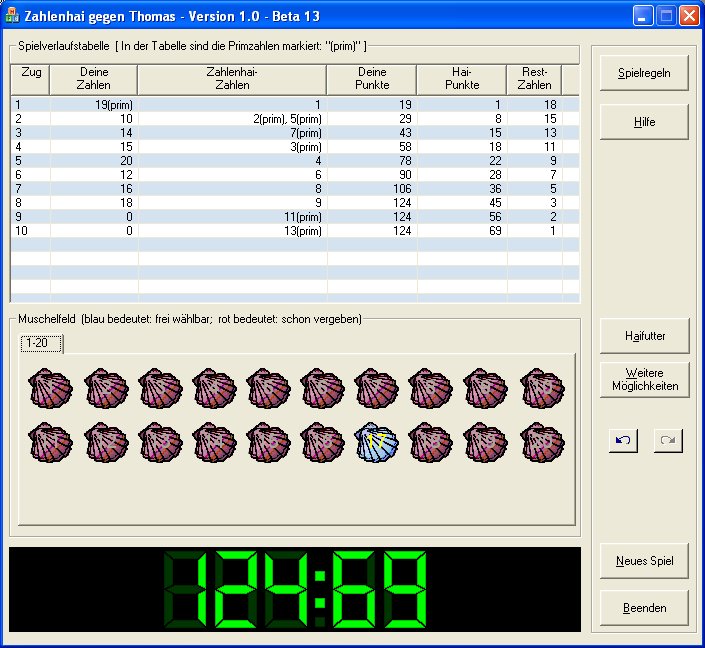 Zahlenhai gegen Thomas - Version 1.0 - Beta 13
Spielverlaufstabelle [ In der Tabelle sind die Primzahlen markiert: "(prim)" ]
Zug Deine Zahlen Zahlenhai-Zahlen Deine Punkte Hai-Punkte Rest-Zahlen
1 19(prim) 1 19 1 18
2 10 2(prim), 5(prim) 29 8 15
3 14 7(prim) 43 15 13
4 15 3(prim) 58 18 11
5 20 4 78 22 9
6 12 6 90 28 7
7 16 8 106 36 5
8 18 9 124 45 3
9 0 11(prim) 124 56 2
10 0 13(prim) 124 69 1
Muschelfeld (blau bedeutet: frei wählbar; rot bedeutet: schon vergeben)
1-20
17
124:69
Spielregeln
Hilfe
Haifutter
Weitere
Möglichkeiten
Neues Spiel
Beenden